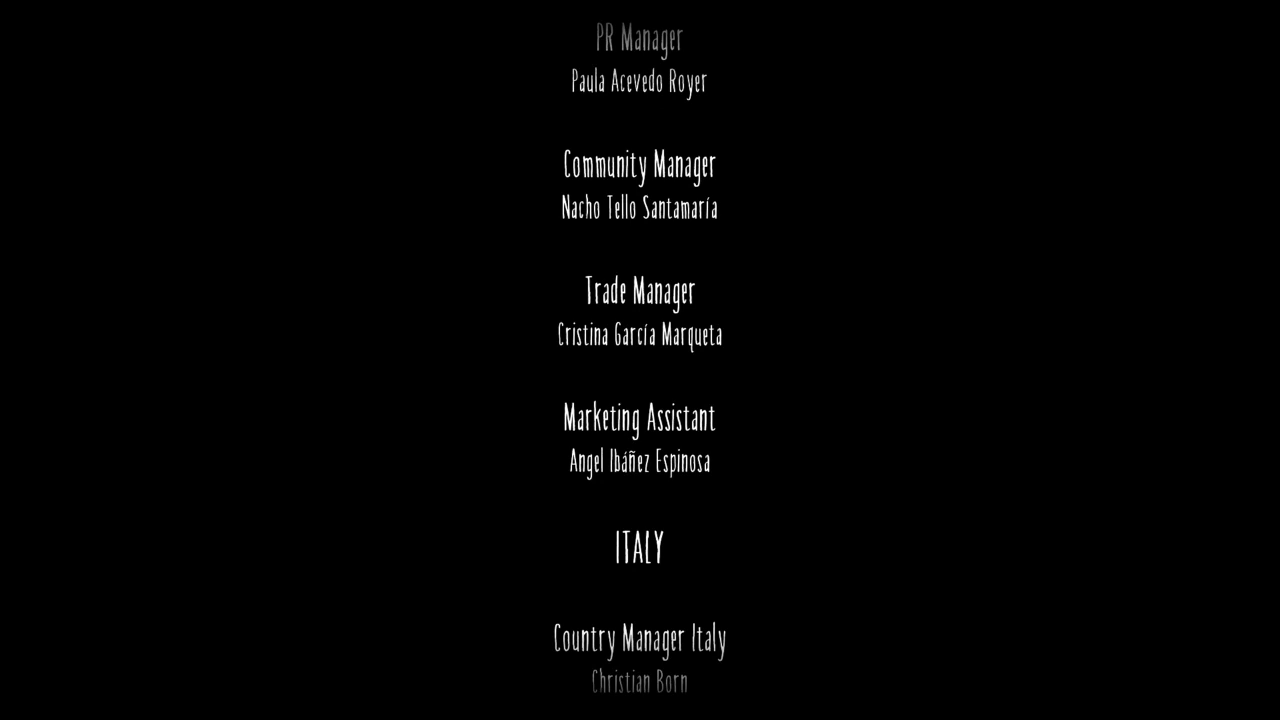 PR Manager
Paula Acevedo Royer
Community Manager
Nacho Tello Santamaría
Trade Manager
Cristina García Marqueta
Marketing Assistant
Angel Ibáñez Espinosa
ITALY
Country Manager Italy
Christian Born